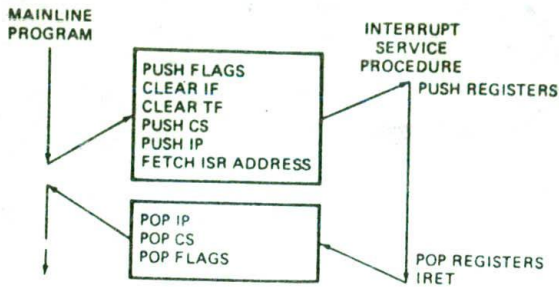 MAINLINE
PROGRAM
INTERRUPT
SERVICE
PROCEDURE
PUSH FLAGS
CLEAR IF
CLEAR TF
PUSH CS
PUSH IP
FETCH ISR ADDRESS
PUSH REGISTERS
POP IP
POP CS
POP FLAGS
POP REGISTERS
IRET